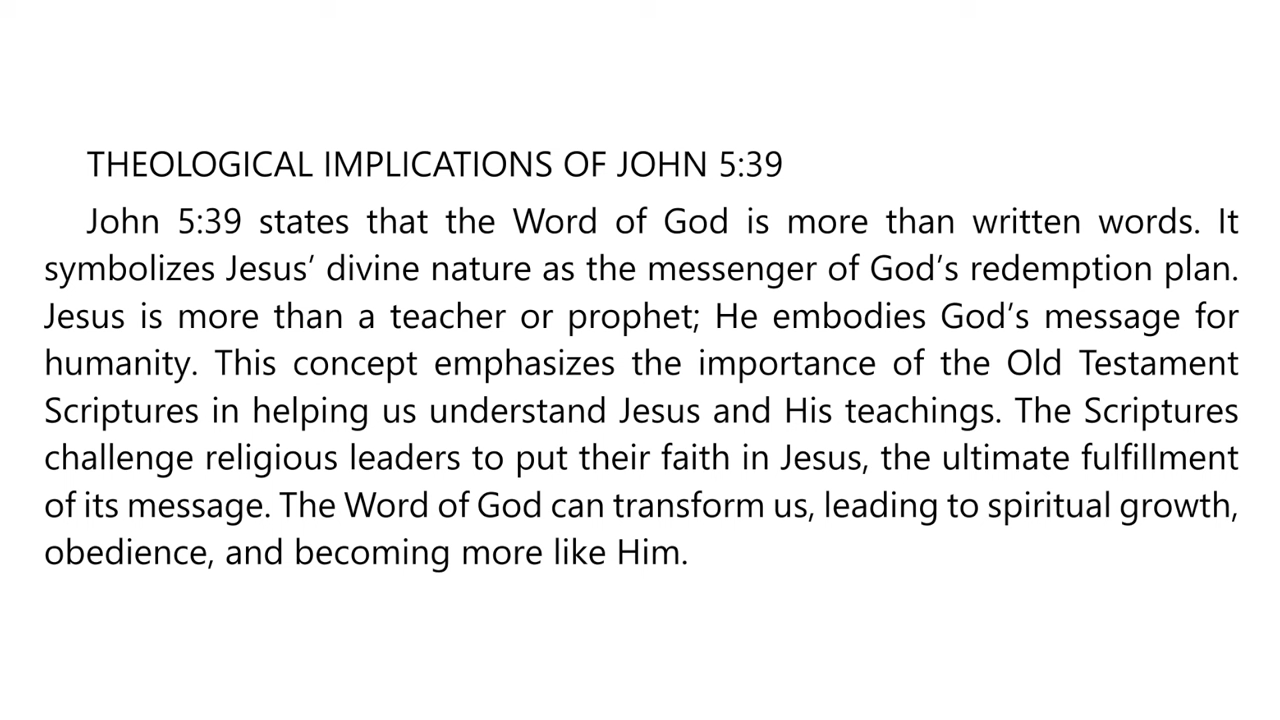 THEOLOGICAL IMPLICATIONS OF JOHN 5:39
John 5:39 states that the Word of God is more than written words. It
symbolizes Jesus’ divine nature as the messenger of God’s redemption plan.
Jesus is more than a teacher or prophet; He embodies God’s message for
humanity. This concept emphasizes the importance of the Old Testament
Scriptures in helping us understand Jesus and His teachings. The Scriptures
challenge religious leaders to put their faith in Jesus, the ultimate fulfillment
of its message. The Word of God can transform us, leading to spiritual growth,
obedience, and becoming more like Him.